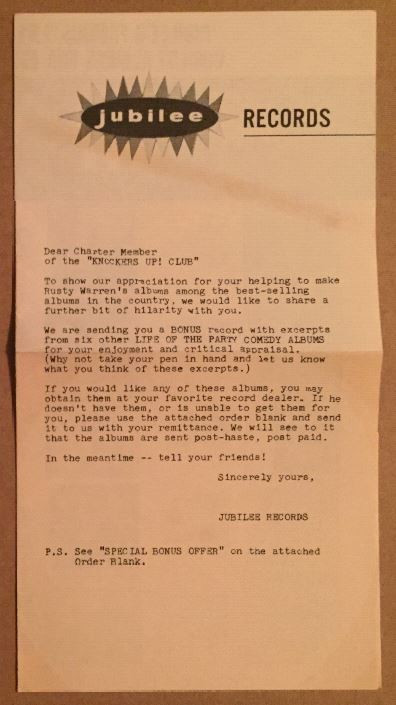 jubilee RECORDS
Dear Charter Member
of the "KNOCKERS UP! CLUB"
To show our appreciation for your helping to make
Rusty Warren's albums among the best-selling
albums in the country, we would like to share a
further bit of hilarity with you.
We are sending you a BONUS record with excerpts
from six other LIFE OF THE PARTY COMEDY ALBUMS
for your enjoyment and critical appraisal.
(Why not take your pen in hand and let us know
what you think of these excerpts.)
If you would like any of these albums, you may
obtain them at your favorite record dealer. If he
doesn't have them, or is unable to get them for
you, please use the attached order blank and send
it to us with your remittance. We will see to it
that the albums are sent post-haste, post paid.
In the meantime -- tell your friends!
Sincerely yours,
JUBILEE RECORDS
P.S. See "SPECIAL BONUS OFFER" on the attached
Order Blank.